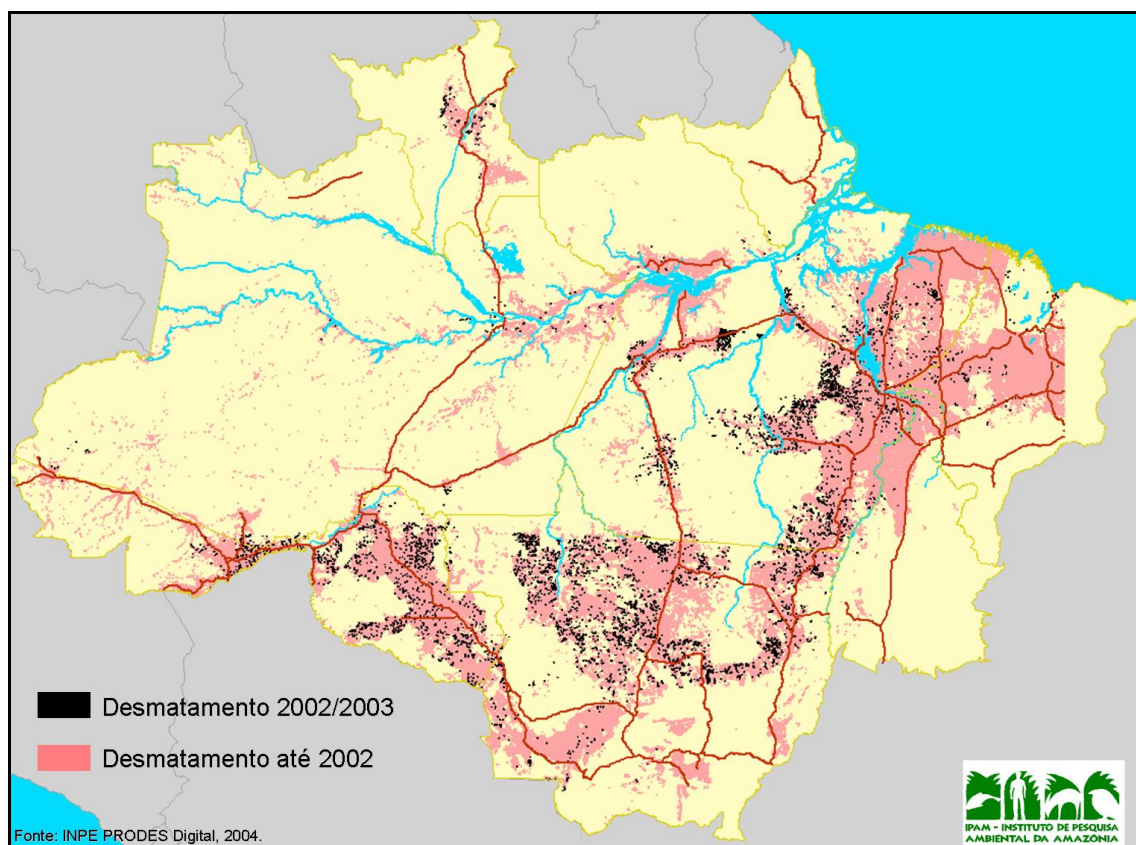 Desmatamento 2002/2003
Desmatamento até 2002
Fonte: INPE PRODES Digital, 2004.
IPAM - INSTITUTO DE PESQUISA
AMBIENTAL DA AMAZÔNIA